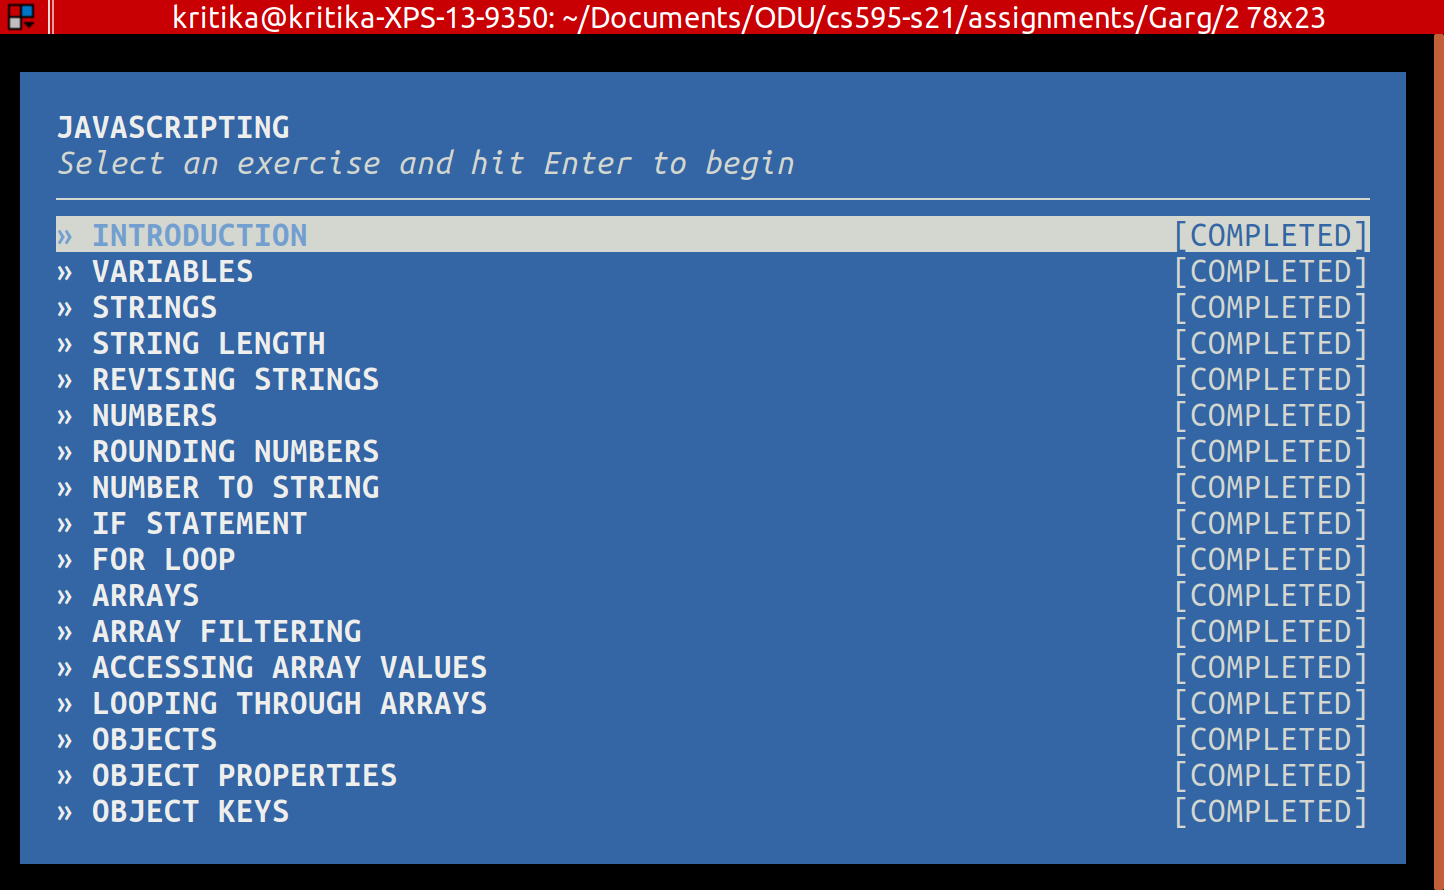 kritika@kritika-XPS-13-9350: ~/Documents/ODU/cs595-s21/assignments/Garg/2 78x23
JAVASCRIPTING
Select an exercise and hit Enter to begin
» INTRODUCTION [COMPLETED]
» VARIABLES [COMPLETED]
» STRINGS [COMPLETED]
» STRING LENGTH [COMPLETED]
» REVISING STRINGS [COMPLETED]
» NUMBERS [COMPLETED]
» ROUNDING NUMBERS [COMPLETED]
» NUMBER TO STRING [COMPLETED]
» IF STATEMENT [COMPLETED]
» FOR LOOP [COMPLETED]
» ARRAYS [COMPLETED]
» ARRAY FILTERING [COMPLETED]
» ACCESSING ARRAY VALUES [COMPLETED]
» LOOPING THROUGH ARRAYS [COMPLETED]
» OBJECTS [COMPLETED]
» OBJECT PROPERTIES [COMPLETED]
» OBJECT KEYS [COMPLETED]